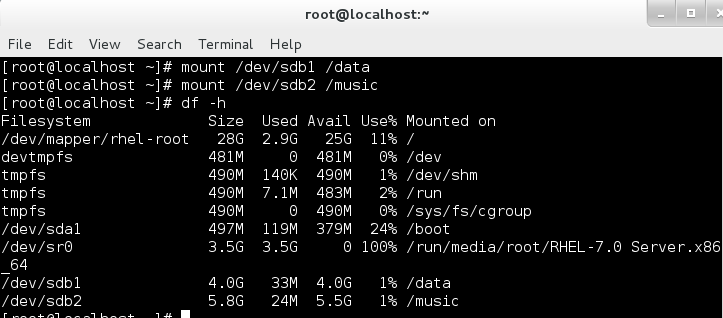 root@localhost:~
File Edit View Search Terminal Help
[root@localhost ~]# mount /dev/sdb1 /data
[root@localhost ~]# mount /dev/sdb2 /music
[root@localhost ~]# df -h
Filesystem Size Used Avail Use% Mounted on
/dev/mapper/rhel-root 28G 2.9G 25G 11% /
devtmpfs 481M 0 481M 0% /dev
tmpfs 490M 140K 490M 1% /dev/shm
tmpfs 490M 7.1M 483M 2% /run
tmpfs 490M 0 490M 0% /sys/fs/cgroup
/dev/sda1 497M 119M 379M 24% /boot
/dev/sr0 3.5G 3.5G 0 100% /run/media/root/RHEL-7.0 Server.x86
_64
/dev/sdb1 4.0G 33M 4.0G 1% /data
/dev/sdb2 5.8G 24M 5.5G 1% /music
[root@localhost ~]#